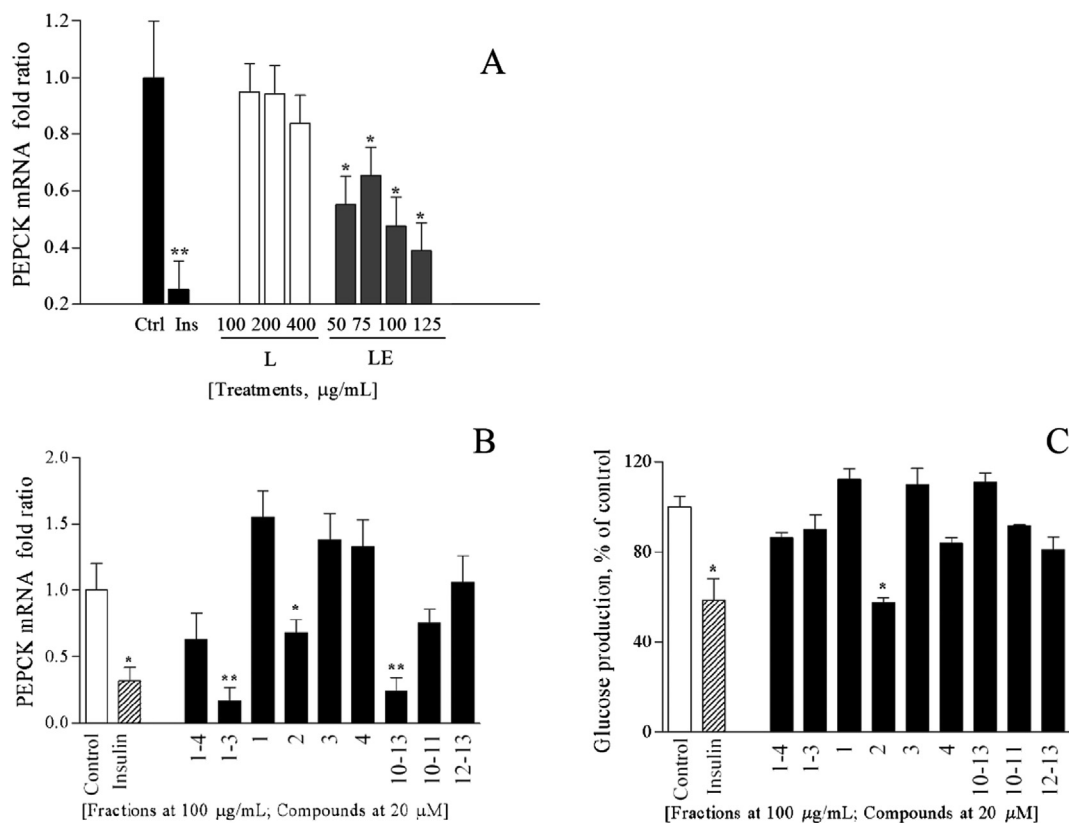 A
PEPCK mRNA fold ratio
1.0
0.8
0.6
0.4
0.2
**
*
*
*
*
Ctrl Ins 100 200 400 50 75 100 125
L LE
[Treatments, μg/mL]
B
PEPCK mRNA fold ratio
2.0
1.5
1.0
0.5
0.0
*
**
*
**
Control
Insulin
1-4
1-3
1
2
3
4
10-13
10-11
12-13
[Fractions at 100 μg/mL; Compounds at 20 μM]
C
Glucose production, % of control
120
80
40
0
*
*
Control
Insulin
1-4
1-3
1
2
3
4
10-13
10-11
12-13
[Fractions at 100 μg/mL; Compounds at 20 μM]